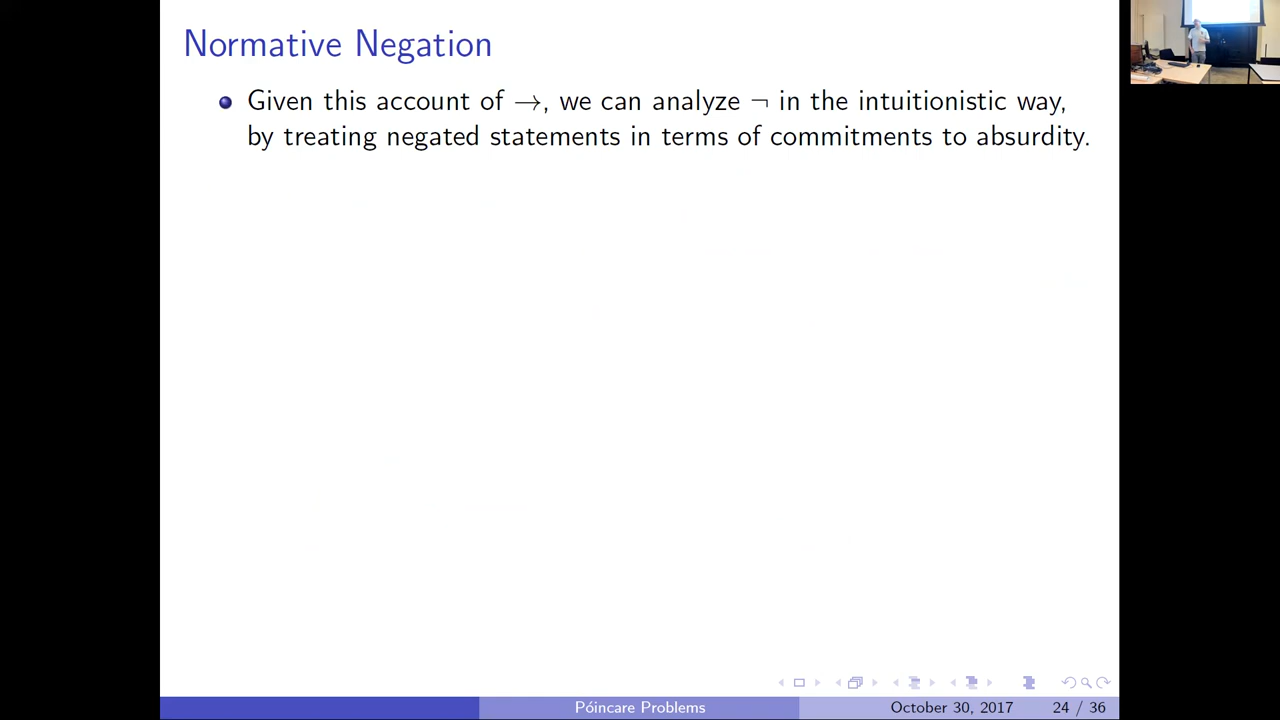 Normative Negation
Given this account of →, we can analyze ¬ in the intuitionistic way,
by treating negated statements in terms of commitments to absurdity.
Póincare Problems
October 30, 2017
24 / 36